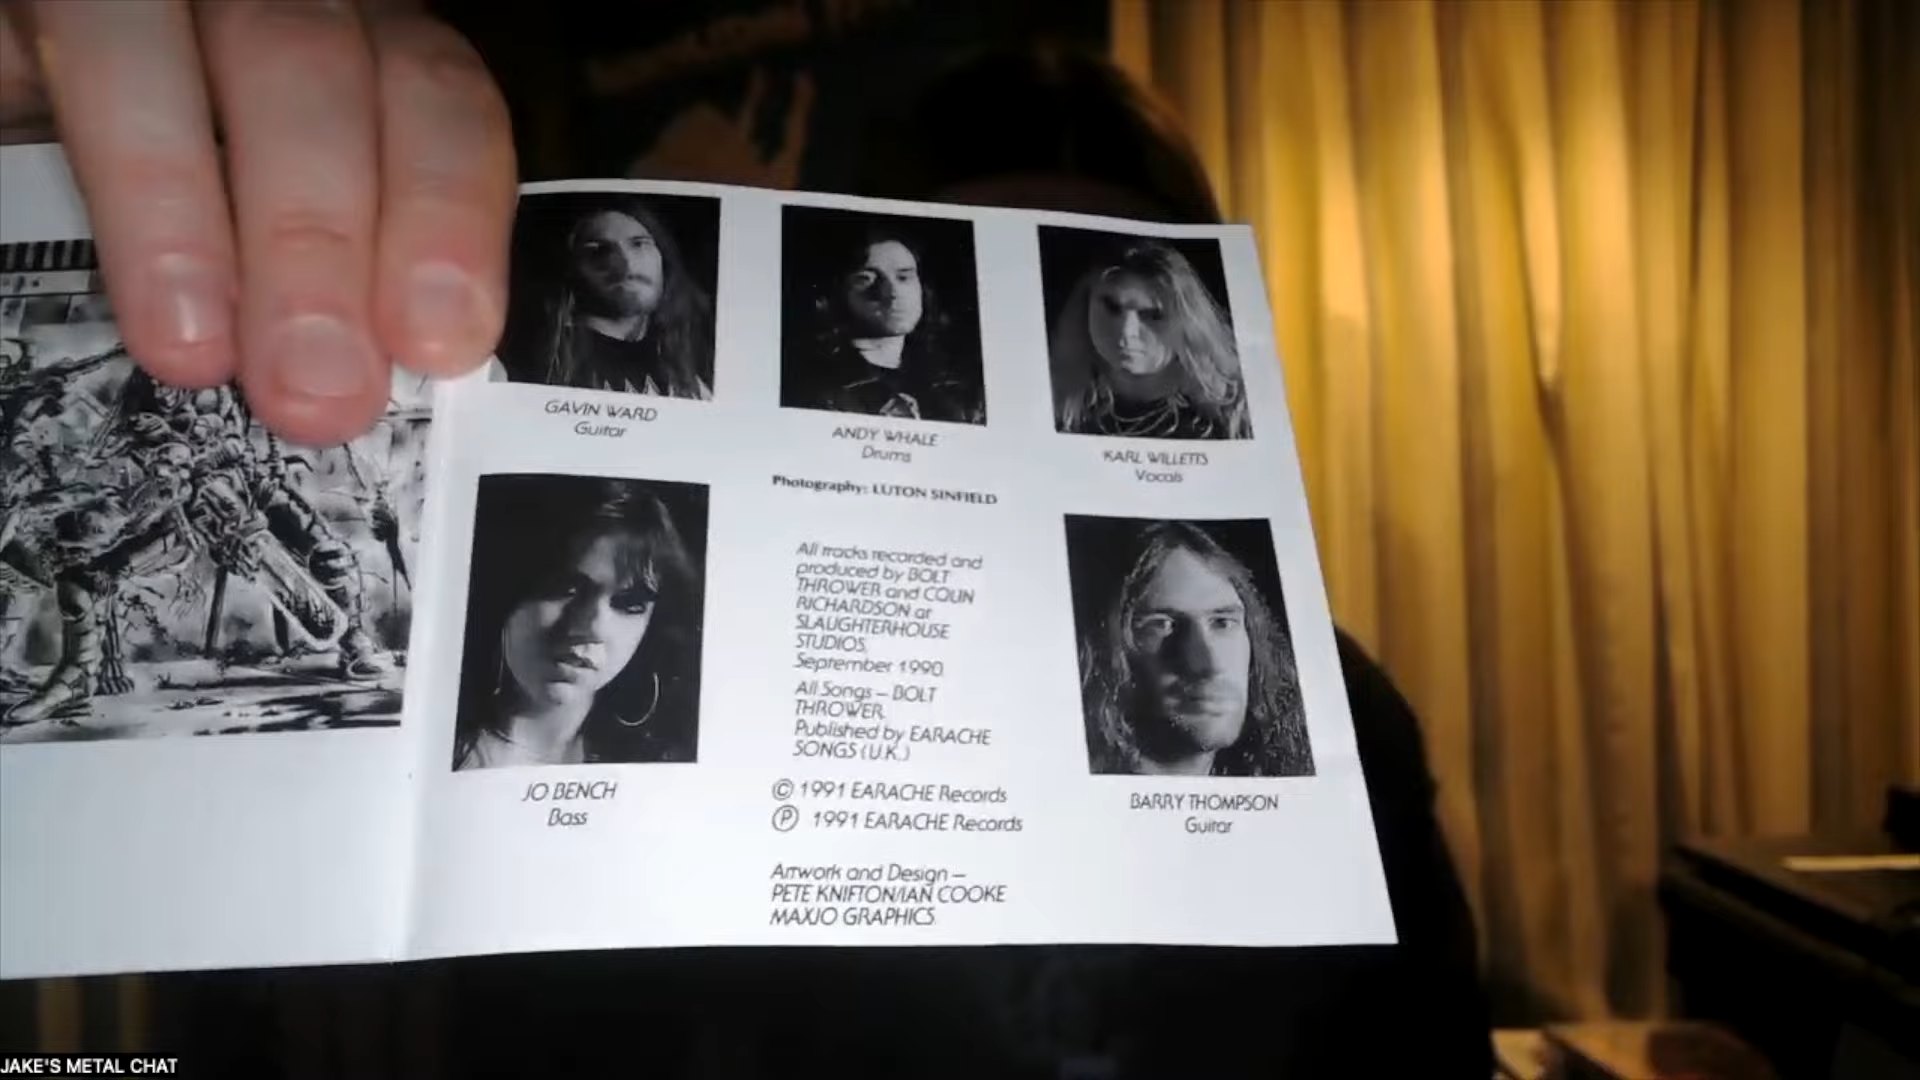 GAVIN WARD
Guitar
ANDY WHALE
Drums
KARL WILLETTS
Vocals
Photography: LUTON SINFIELD
All tracks recorded and
produced by BOLT
THROWER and COLIN
RICHARDSON at
SLAUGHTERHOUSE
STUDIOS.
September 1990.
All Songs – BOLT
THROWER.
Published by EARACHE
SONGS (U.K.)
JO BENCH
Bass
© 1991 EARACHE Records
℗ 1991 EARACHE Records
BARRY THOMPSON
Guitar
Artwork and Design –
PETE KNIFTON/IAN COOKE
MAXJO GRAPHICS.
JAKE'S METAL CHAT